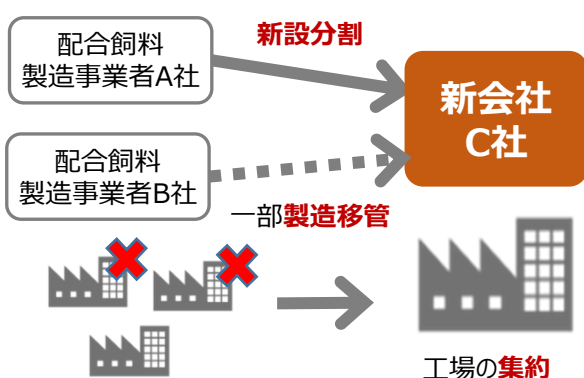 新設分割
配合飼料
製造事業者A社
新会社
C社
配合飼料
製造事業者B社
一部製造移管
工場の集約